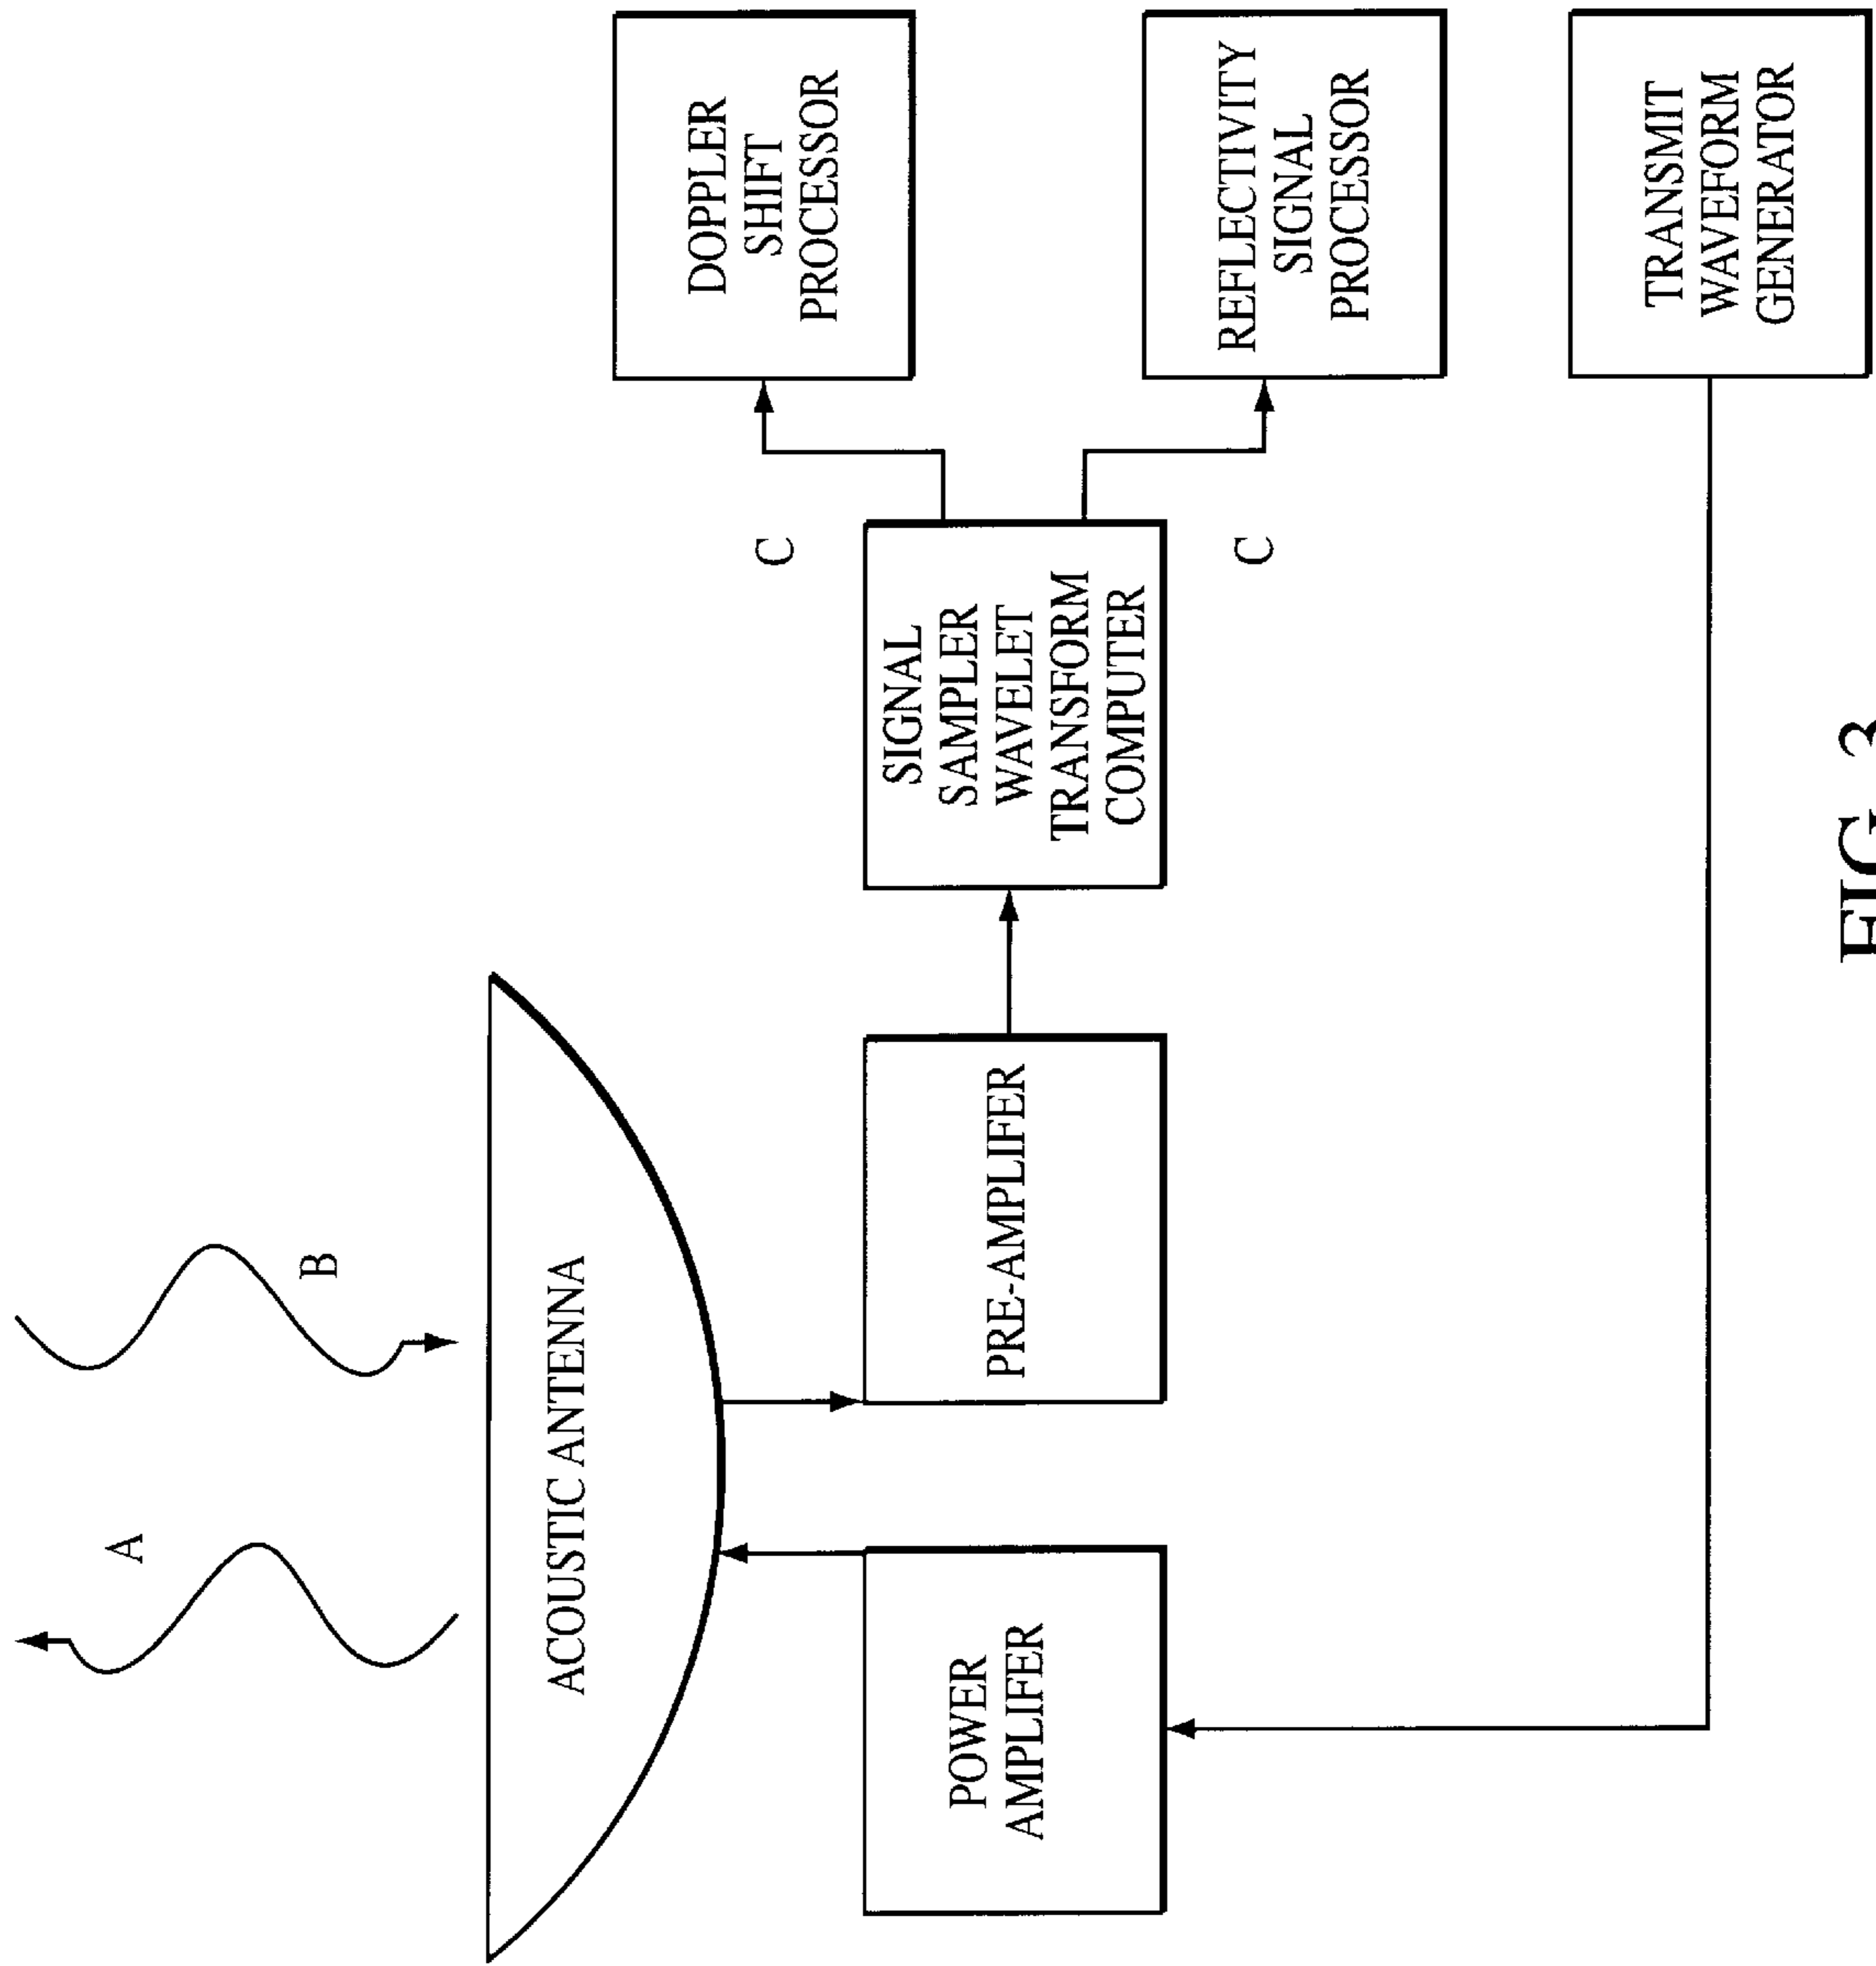 A
B
ACOUSTIC ANTENNA
POWER
AMPLIFER
PRE-AMPLIFER
SIGNAL
SAMPLER
WAVELET
TRANSFORM
COMPUTER
C
C
DOPPLER
SHIFT
PROCESSOR
REFLECTIVITY
SIGNAL
PROCESSOR
TRANSMIT
WAVEFORM
GENERATOR
FIG 3